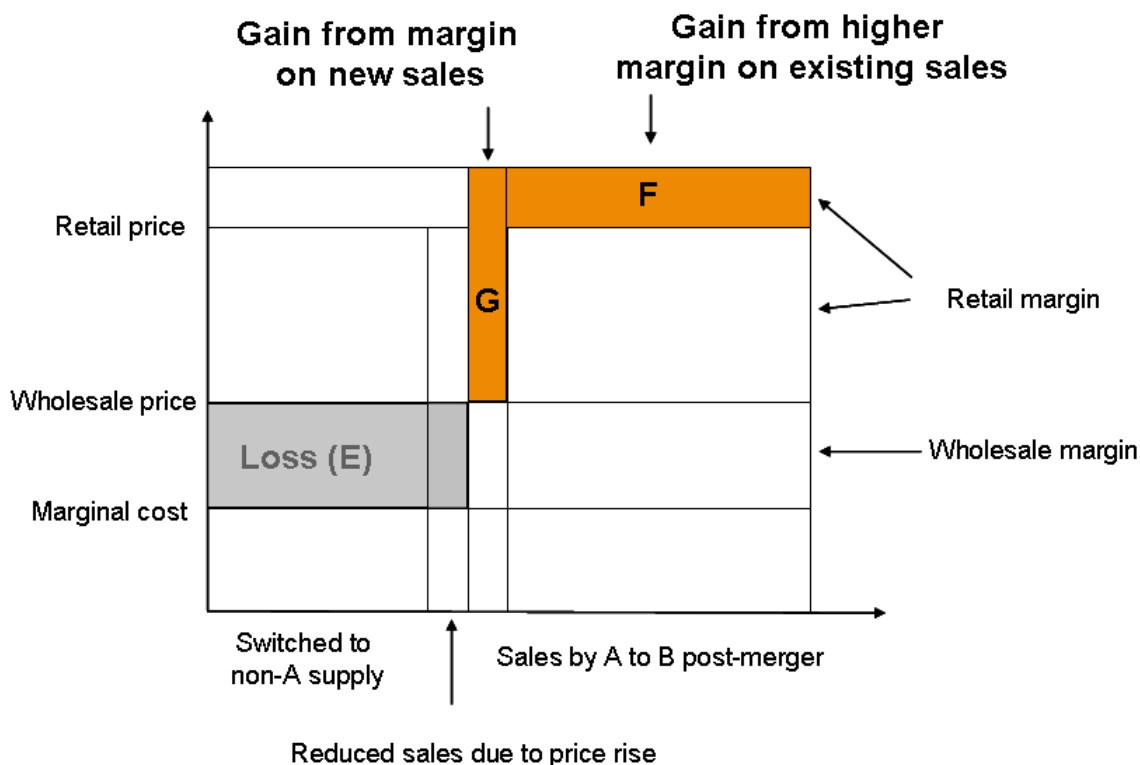 Gain from margin
on new sales
Gain from higher
margin on existing sales
F
Retail price
G
Retail margin
Wholesale price
Loss (E)
Wholesale margin
Marginal cost
Switched to
non-A supply
Sales by A to B post-merger
Reduced sales due to price rise